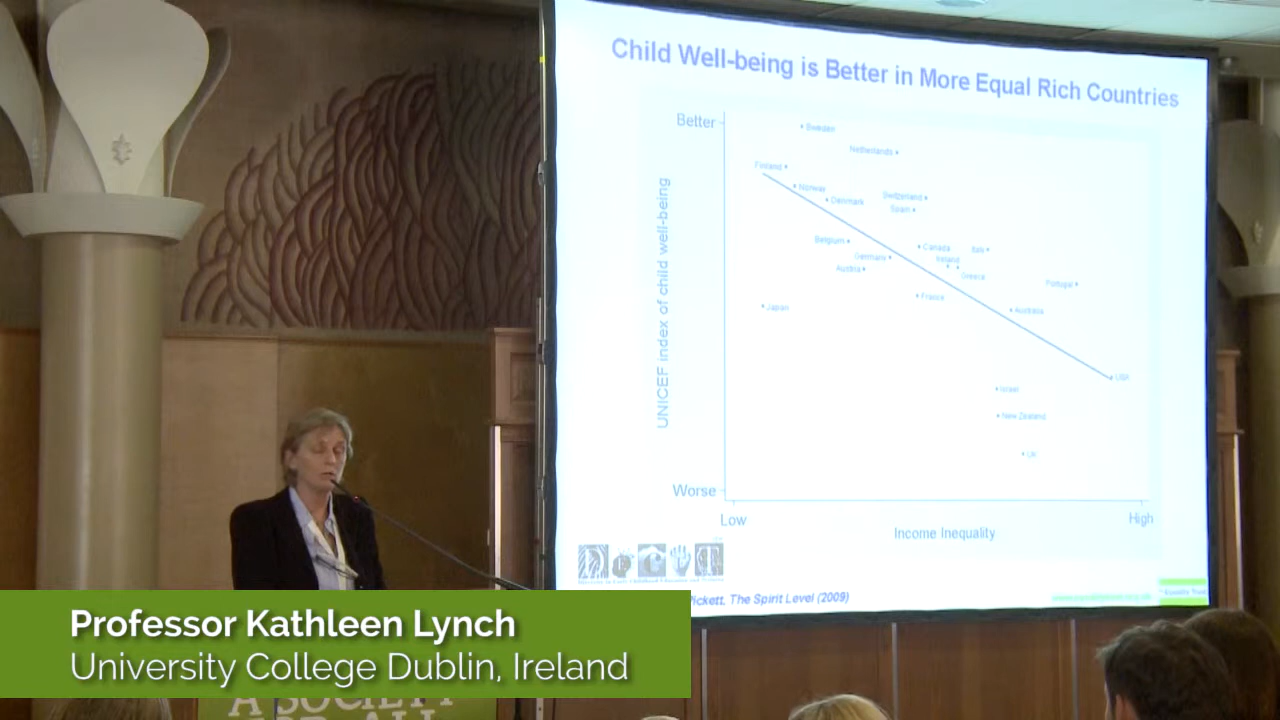 Child Well-being is Better in More Equal Rich Countries
Better
Sweden
Netherlands
Finland
Norway
Switzerland
Denmark
Spain
Belgium
Canada
Italy
Germany
Ireland
Austria
Greece
Portugal
France
Japan
Australia
USA
Israel
New Zealand
UK
UNICEF index of child well-being
Worse
Low
High
Income Inequality
Pickett, The Spirit Level (2009)
Professor Kathleen Lynch
University College Dublin, Ireland
A SOCIETY
FOR ALL